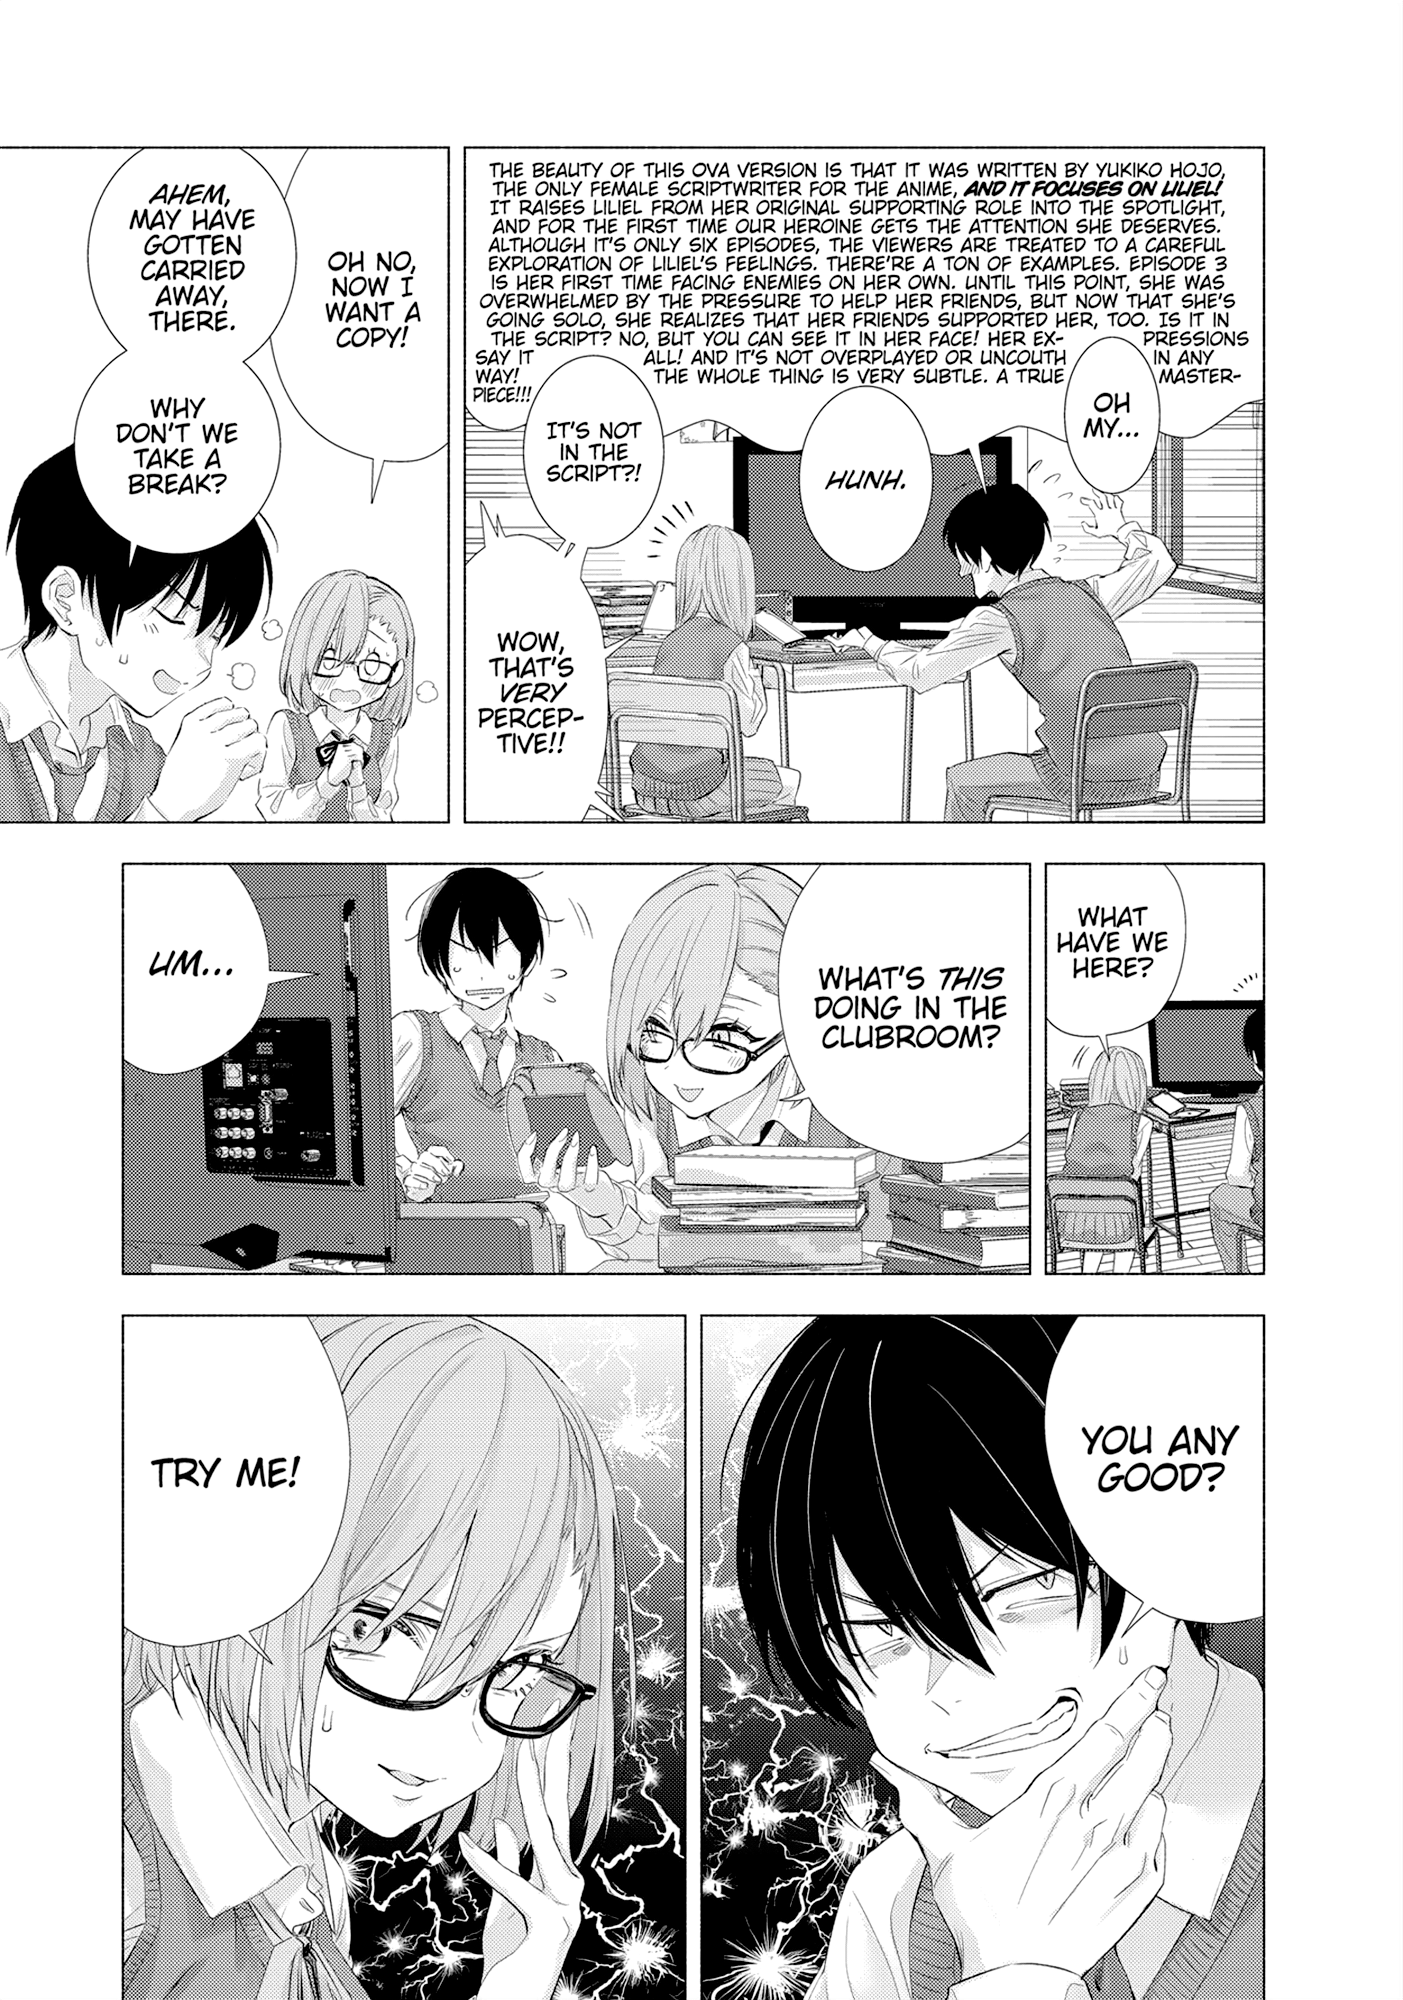 THE BEAUTY OF THIS OVA VERSION IS THAT IT WAS WRITTEN BY YUKIKO HOJO,
THE ONLY FEMALE SCRIPTWRITER FOR THE ANIME, AND IT FOCUSES ON LILIEL!
IT RAISES LILIEL FROM HER ORIGINAL SUPPORTING ROLE INTO THE SPOTLIGHT,
AND FOR THE FIRST TIME OUR HEROINE GETS THE ATTENTION SHE DESERVES.
ALTHOUGH IT'S ONLY SIX EPISODES, THE VIEWERS ARE TREATED TO A CAREFUL
EXPLORATION OF LILIEL'S FEELINGS. THERE'RE A TON OF EXAMPLES. EPISODE 3
IS HER FIRST TIME FACING ENEMIES ON HER OWN. UNTIL THIS POINT, SHE WAS
OVERWHELMED BY THE PRESSURE TO HELP HER FRIENDS, BUT NOW THAT SHE'S
GOING SOLO, SHE REALIZES THAT HER FRIENDS SUPPORTED HER, TOO. IS IT IN
THE SCRIPT? NO, BUT YOU CAN SEE IT IN HER FACE! HER EX- PRESSIONS
SAY IT ALL! AND IT'S NOT OVERPLAYED OR UNCOUTH IN ANY
WAY! THE WHOLE THING IS VERY SUBTLE. A TRUE MASTER-
PIECE!!!
OH
MY...
HUNH.
IT'S NOT
IN THE
SCRIPT?!
WOW,
THAT'S
VERY
PERCEP-
TIVE!!
OH NO,
NOW I
WANT A
COPY!
AHEM,
MAY HAVE
GOTTEN
CARRIED
AWAY,
THERE.
WHY
DON'T WE
TAKE A
BREAK?
WHAT
HAVE WE
HERE?
WHAT'S THIS
DOING IN THE
CLUBROOM?
UM...
YOU ANY
GOOD?
TRY ME!